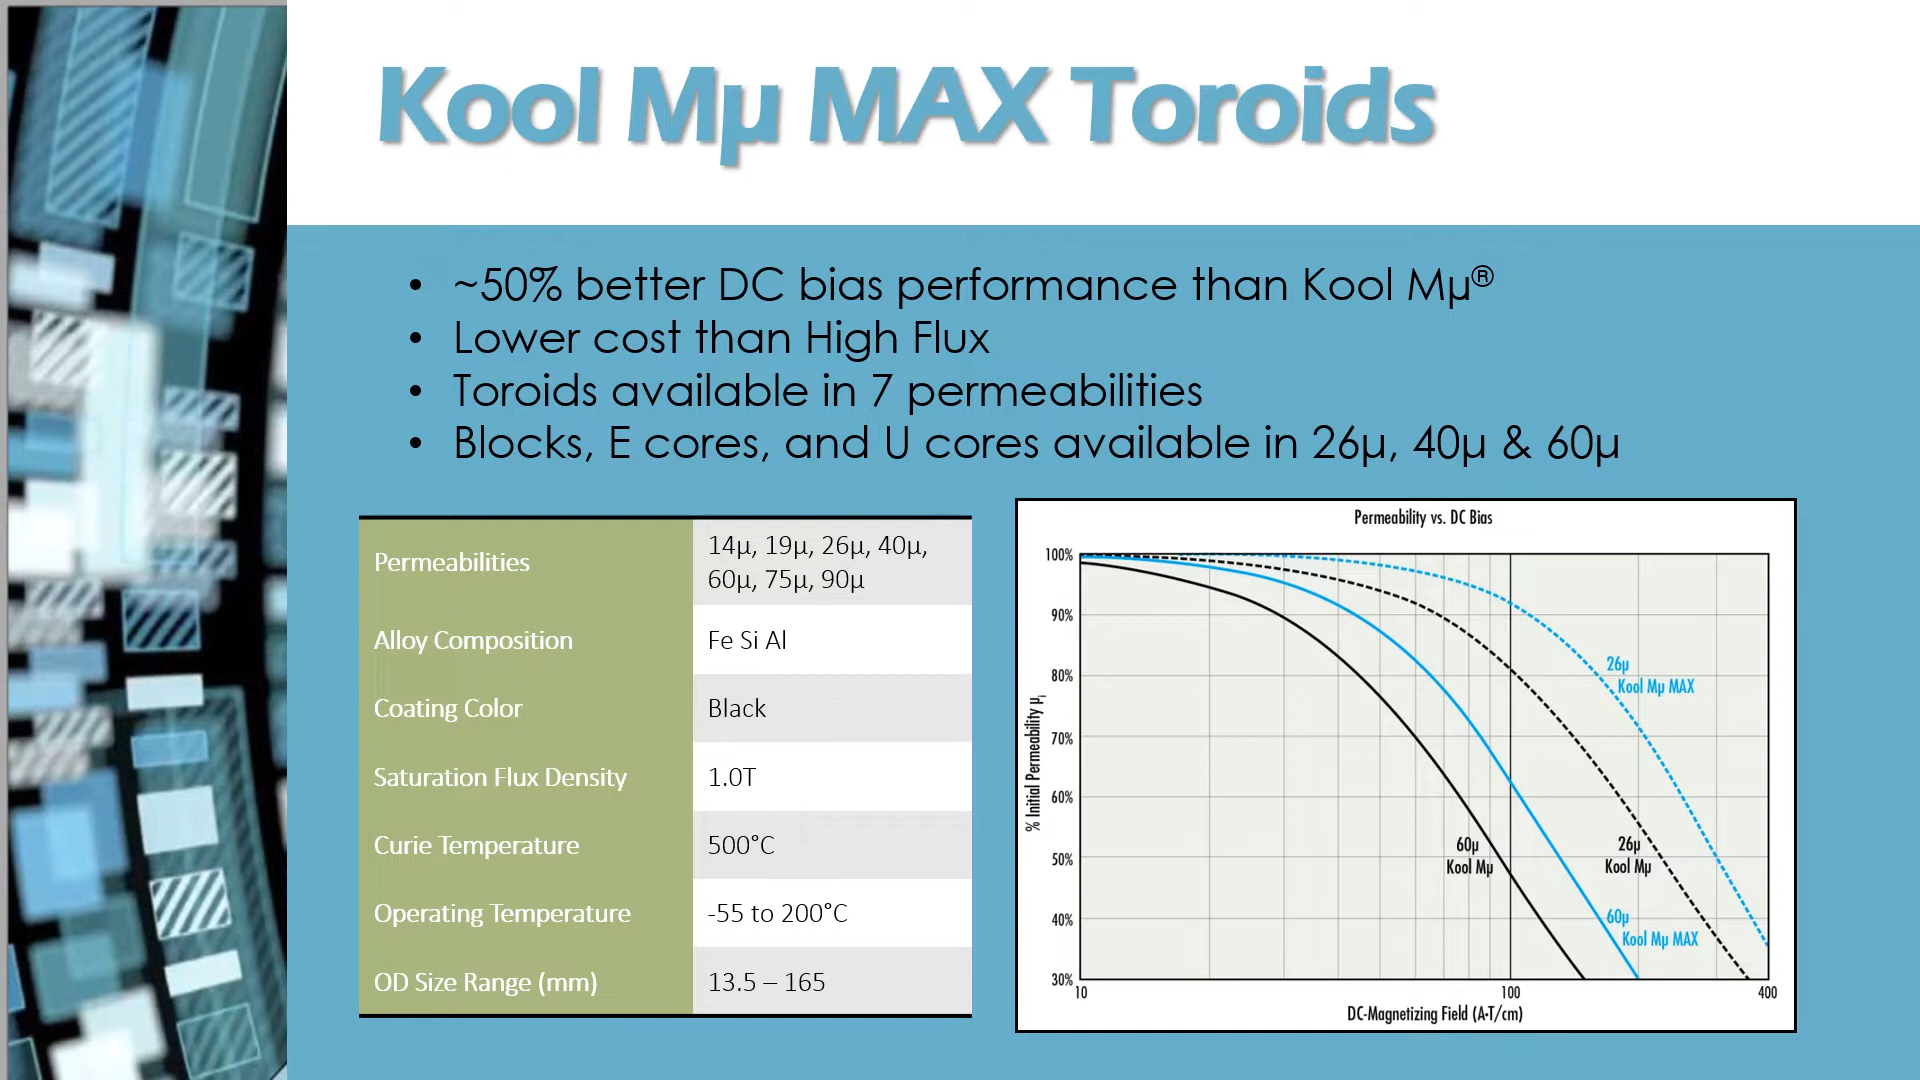 Kool Mµ MAX Toroids
• ~50% better DC bias performance than Kool Mµ®
• Lower cost than High Flux
• Toroids available in 7 permeabilities
• Blocks, E cores, and U cores available in 26µ, 40µ & 60µ
Permeabilities
14µ, 19µ, 26µ, 40µ,
60µ, 75µ, 90µ
Alloy Composition
Fe Si Al
Coating Color
Black
Saturation Flux Density
1.0T
Curie Temperature
500°C
Operating Temperature
-55 to 200°C
OD Size Range (mm)
13.5 – 165
Permeability vs. DC Bias
% Initial Permeability µi
100%
90%
80%
70%
60%
50%
40%
30%
26µ
Kool Mµ MAX
60µ
Kool Mµ
26µ
Kool Mµ
60µ
Kool Mµ MAX
10
100
400
DC-Magnetizing Field (A•T/cm)